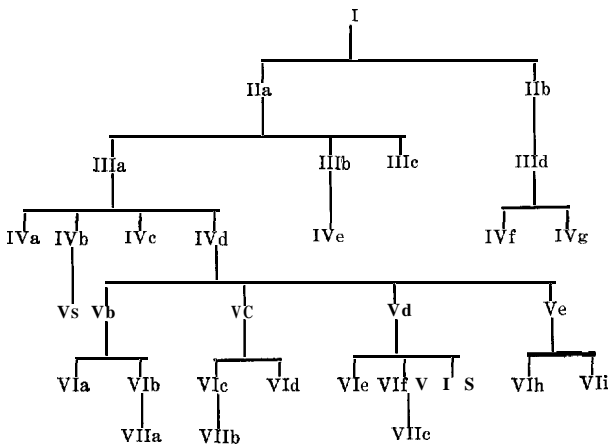 I
IIa IIb
IIIa IIIb IIIc IIId
IVa IVb IVc IVd IVe IVf IVg
Vs Vb VC Vd Ve
VIa VIb VIc VId VIe VIf V I S VIh VIi
VIIa VIIb VIIc